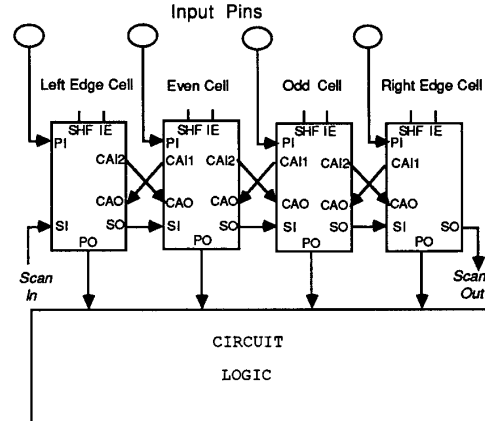 Input Pins
Left Edge Cell Even Cell Odd Cell Right Edge Cell
SHF IE SHF IE SHF IE SHF IE
PI PI PI PI
CAI2 CAI1 CAI2 CAI1 CAI2 CAI1
CAO CAO CAO CAO CAO CAO
SI SO SI SO SI SO SI SO
PO PO PO PO
Scan In
Scan Out
CIRCUIT
LOGIC